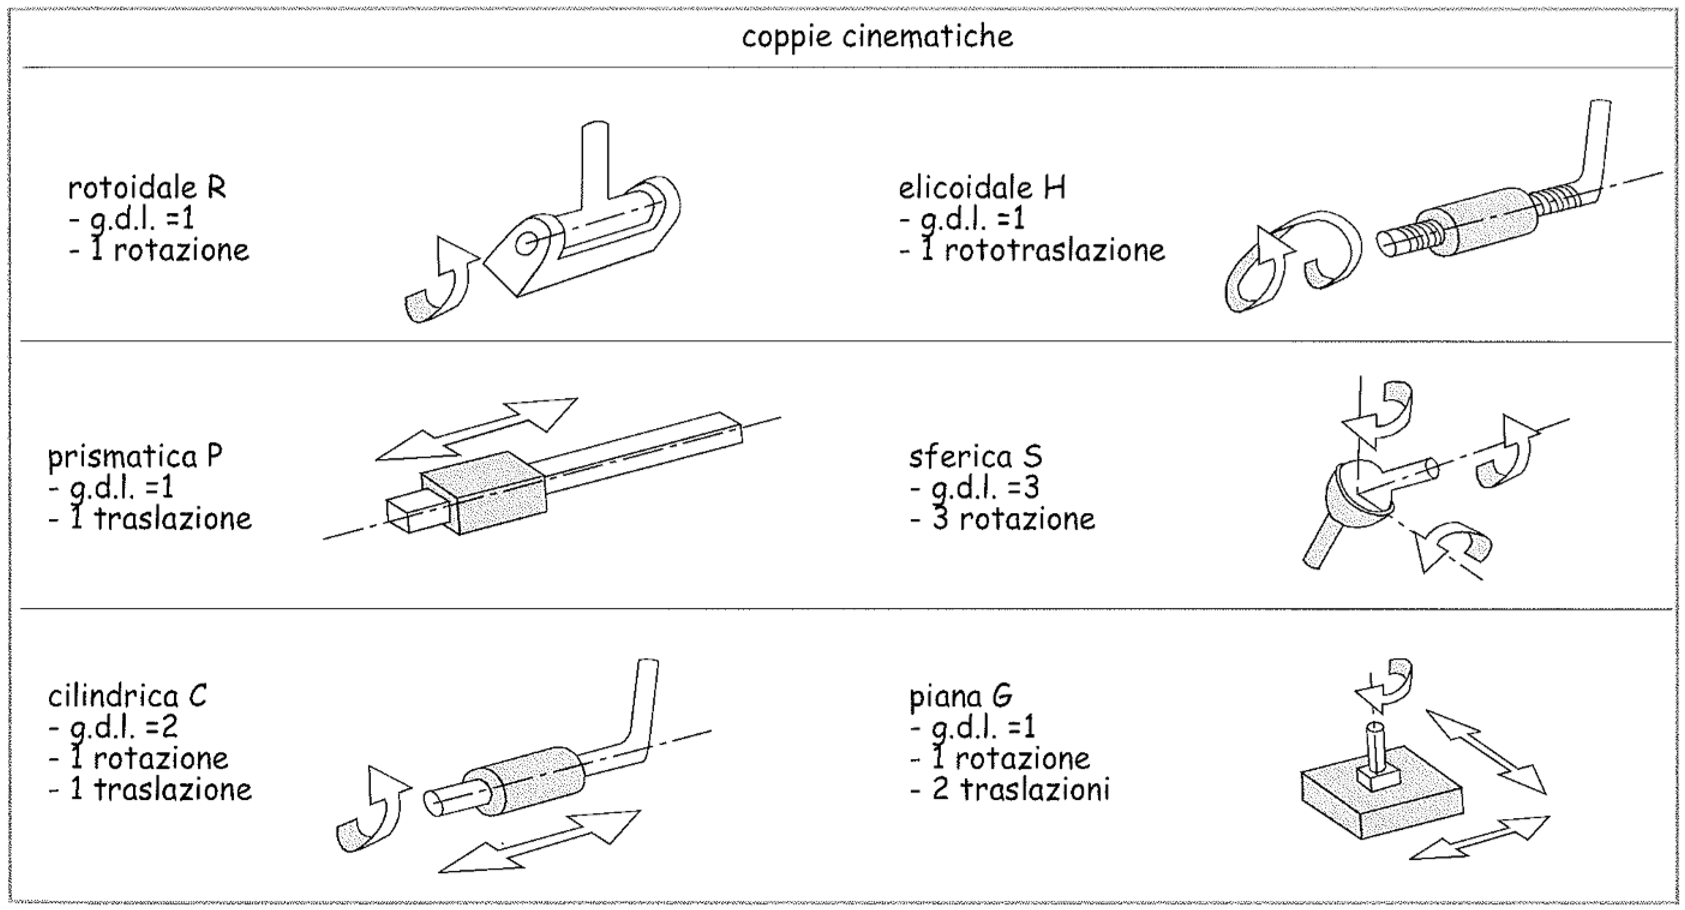 coppie cinematiche
rotoidale R
- g.d.l. =1
- 1 rotazione
elicoidale H
- g.d.l. =1
- 1 rototraslazione
prismatica P
- g.d.l. =1
- 1 traslazione
sferica S
- g.d.l. =3
- 3 rotazione
cilindrica C
- g.d.l. =2
- 1 rotazione
- 1 traslazione
piana G
- g.d.l. =1
- 1 rotazione
- 2 traslazioni